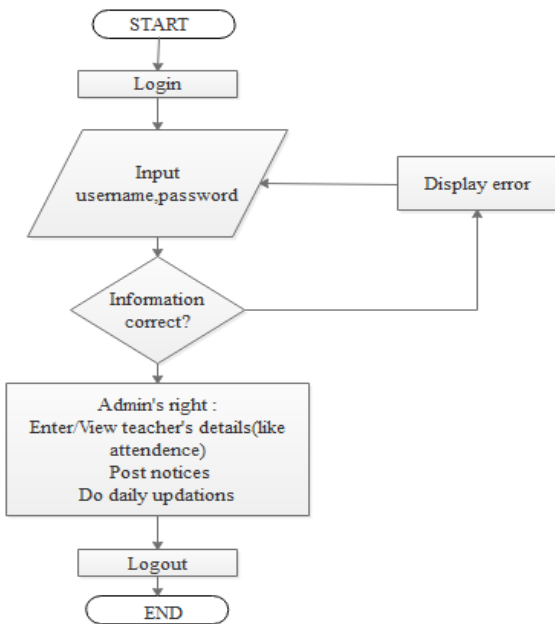 START
Login
Input
username,password
Display error
Information
correct?
Admin's right :
Enter/View teacher's details(like
attendence)
Post notices
Do daily updations
Logout
END